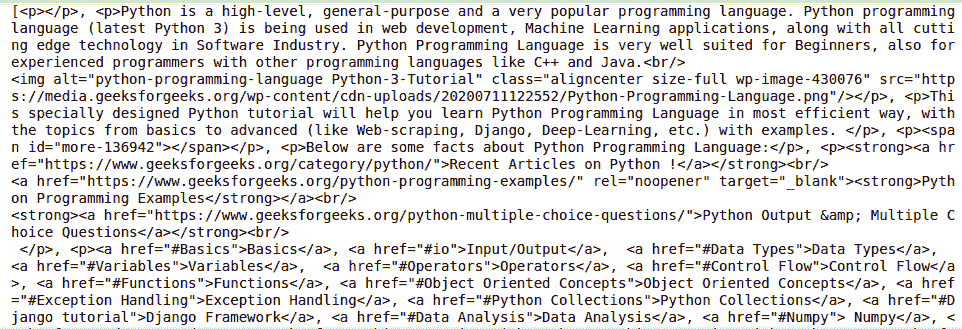 [<p></p>, <p>Python is a high-level, general-purpose and a very popular programming language. Python programming
language (latest Python 3) is being used in web development, Machine Learning applications, along with all cutti
ng edge technology in Software Industry. Python Programming Language is very well suited for Beginners, also for
experienced programmers with other programming languages like C++ and Java.<br/>
<img alt="python-programming-language Python-3-Tutorial" class="aligncenter size-full wp-image-430076" src="http
s://media.geeksforgeeks.org/wp-content/cdn-uploads/20200711122552/Python-Programming-Language.png"/></p>, <p>Thi
s specially designed Python tutorial will help you learn Python Programming Language in most efficient way, with
the topics from basics to advanced (like Web-scraping, Django, Deep-Learning, etc.) with examples. </p>, <p><spa
n id="more-136942"></span></p>, <p>Below are some facts about Python Programming Language:</p>, <p><strong><a hr
ef="https://www.geeksforgeeks.org/category/python/">Recent Articles on Python !</a></strong><br/>
<a href="https://www.geeksforgeeks.org/python-programming-examples/" rel="noopener" target="_blank"><strong>Pyth
on Programming Examples</strong></a><br/>
<strong><a href="https://www.geeksforgeeks.org/python-multiple-choice-questions/">Python Output &amp; Multiple C
hoice Questions</a></strong><br/>
</p>, <p><a href="#Basics">Basics</a>, <a href="#io">Input/Output</a>,  <a href="#Data Types">Data Types</a>,
<a href="#Variables">Variables</a>,  <a href="#Operators">Operators</a>, <a href="#Control Flow">Control Flow</a
>, <a href="#Functions">Functions</a>, <a href="#Object Oriented Concepts">Object Oriented Concepts</a>, <a href
="#Exception Handling">Exception Handling</a>, <a href="#Python Collections">Python Collections</a>, <a href="#D
jango tutorial">Django Framework</a>, <a href="#Data Analysis">Data Analysis</a>, <a href="#Numpy"> Numpy</a>, <